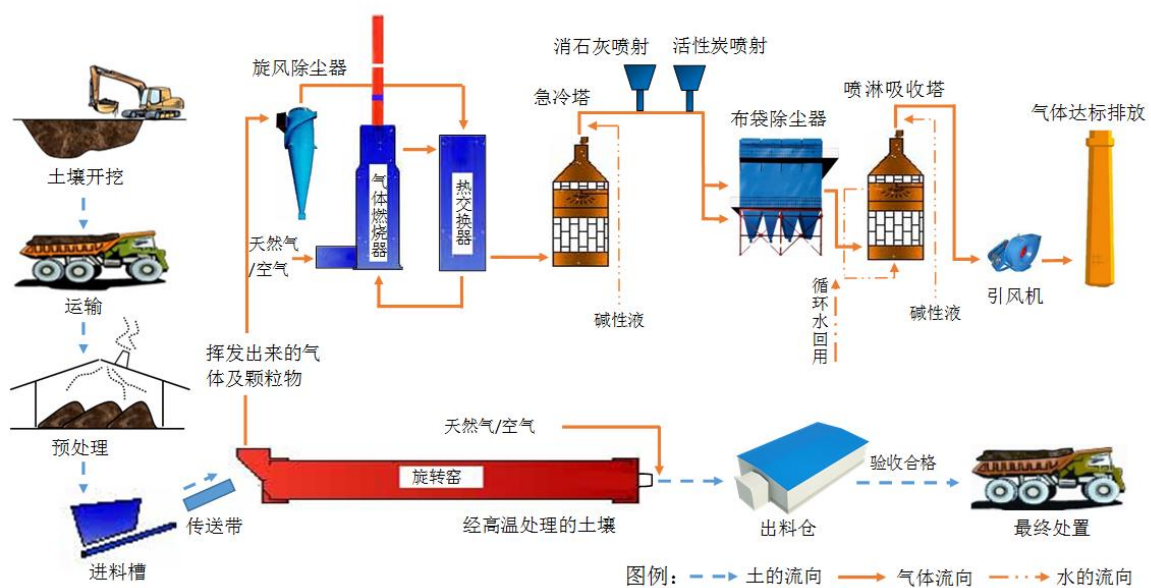 消石灰喷射
活性炭喷射
旋风除尘器
急冷塔
喷淋吸收塔
气体达标排放
布袋除尘器
土壤开挖
气体燃烧器
热交换器
天然气
/空气
运输
碱性液
循环水回用
碱性液
引风机
挥发出来的气
体及颗粒物
预处理
天然气/空气
旋转窑
验收合格
传送带
经高温处理的土壤
出料仓
最终处置
进料槽
图例：
土的流向
气体流向
水的流向